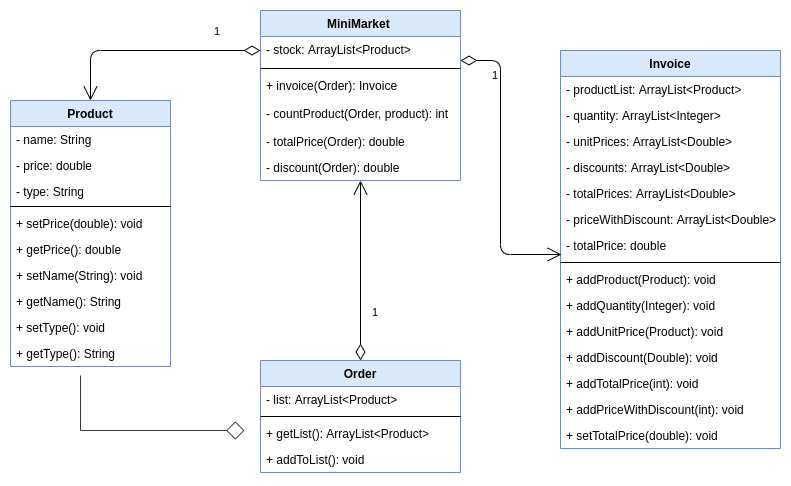 1
MiniMarket
- stock: ArrayList<Product>
+ invoice(Order): Invoice
- countProduct(Order, product): int
- totalPrice(Order): double
- discount(Order): double
1
Invoice
- productList: ArrayList<Product>
- quantity: ArrayList<Integer>
- unitPrices: ArrayList<Double>
- discounts: ArrayList<Double>
- totalPrices: ArrayList<Double>
- priceWithDiscount: ArrayList<Double>
- totalPrice: double
+ addProduct(Product): void
+ addQuantity(Integer): void
+ addUnitPrice(Product): void
+ addDiscount(Double): void
+ addTotalPrice(int): void
+ addPriceWithDiscount(int): void
+ setTotalPrice(double): void
Product
- name: String
- price: double
- type: String
+ setPrice(double): void
+ getPrice(): double
+ setName(String): void
+ getName(): String
+ setType(): void
+ getType(): String
1
Order
- list: ArrayList<Product>
+ getList(): ArrayList<Product>
+ addToList(): void